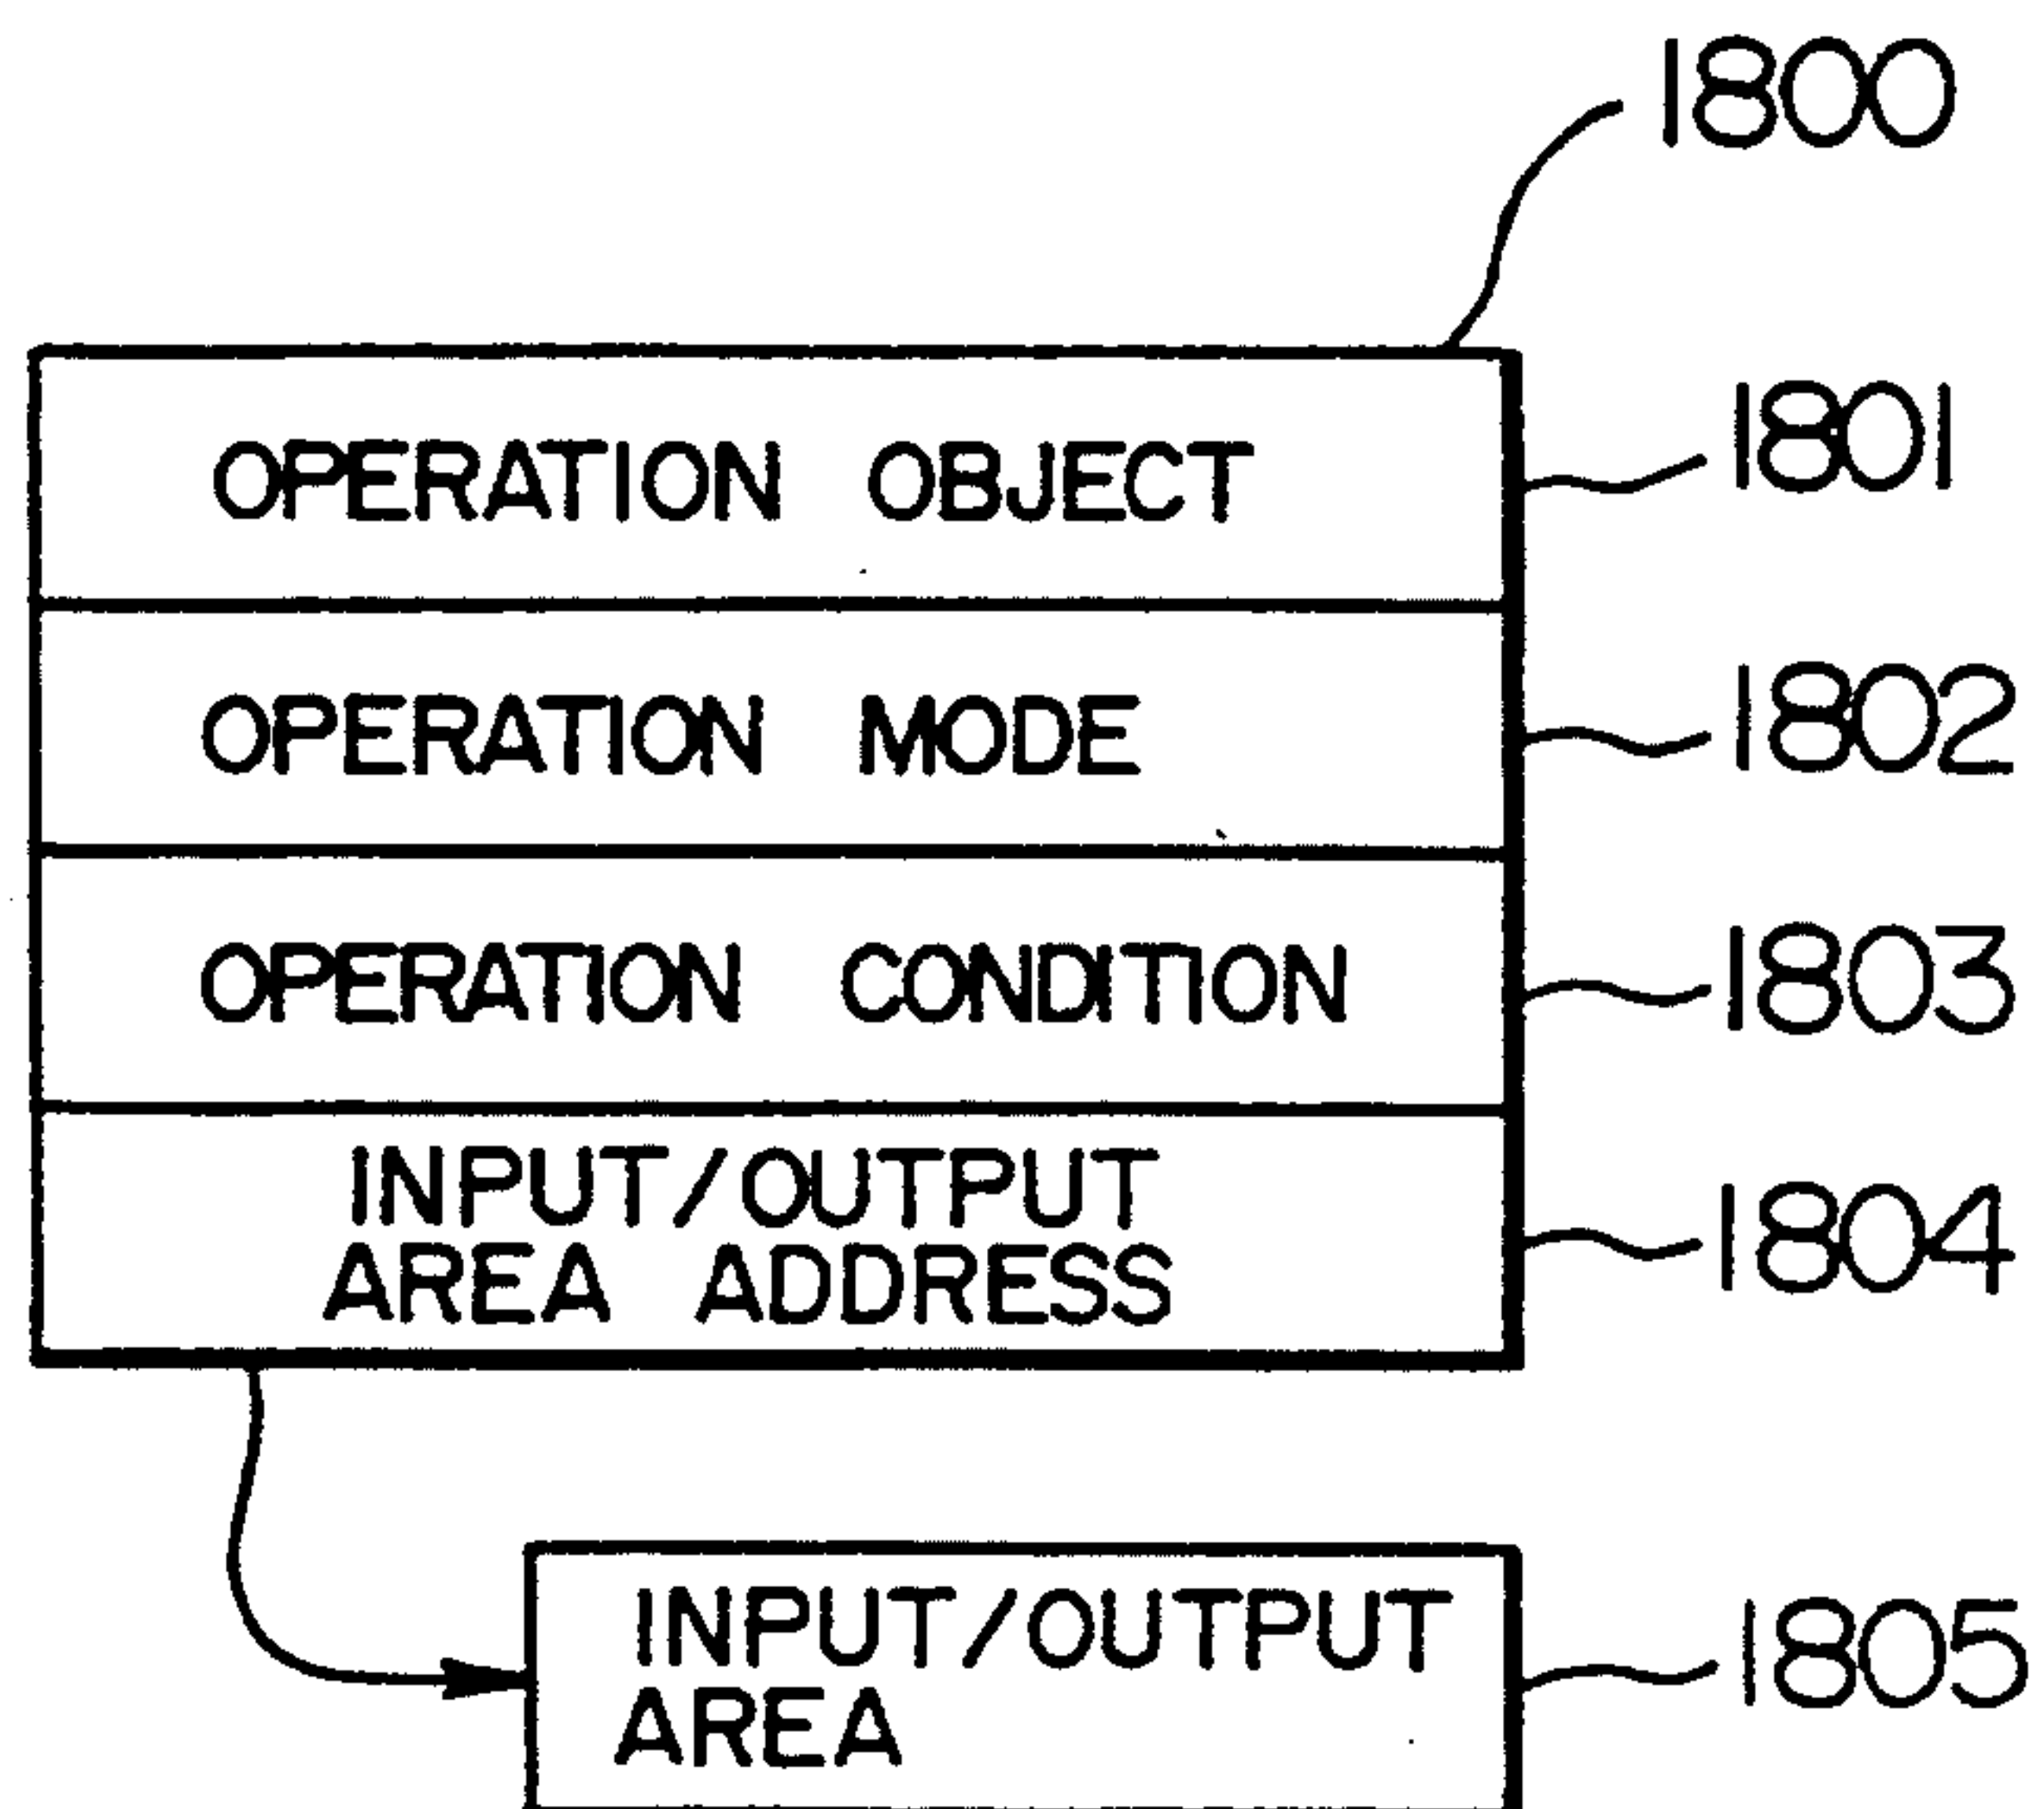 1800
OPERATION OBJECT 1801
OPERATION MODE 1802
OPERATION CONDITION 1803
INPUT/OUTPUT
AREA ADDRESS 1804
INPUT/OUTPUT
AREA 1805